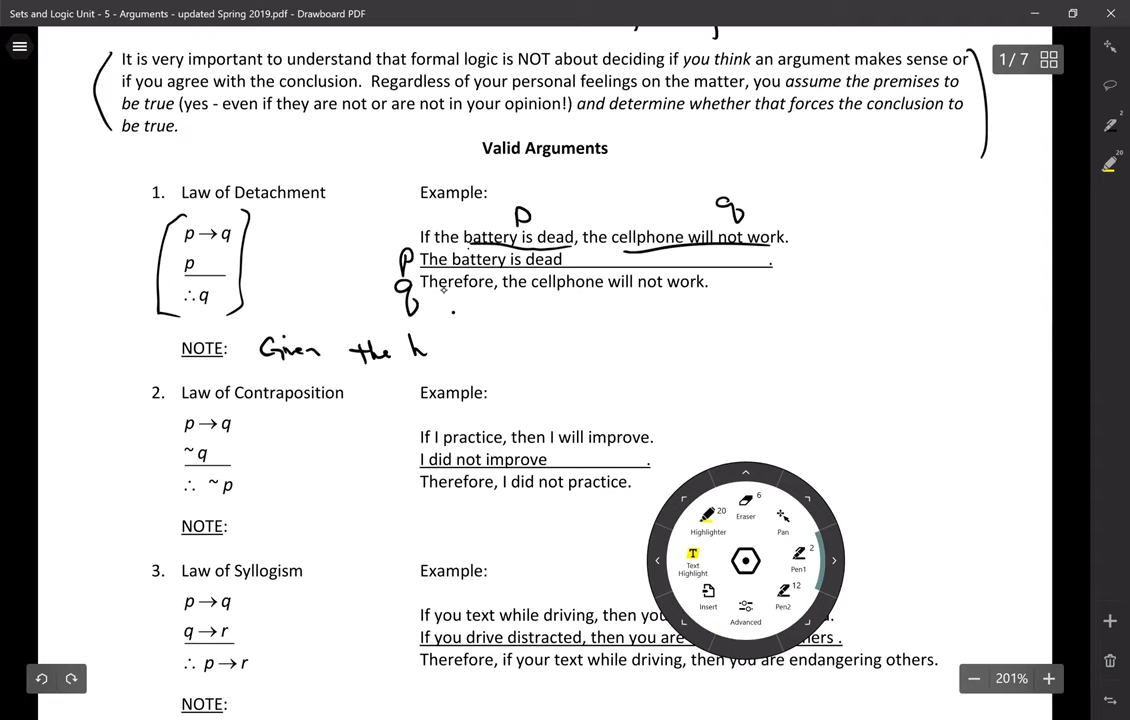 Sets and Logic Unit - 5 - Arguments - updated Spring 2019.pdf - Drawboard PDF
It is very important to understand that formal logic is NOT about deciding if you think an argument makes sense or
if you agree with the conclusion. Regardless of your personal feelings on the matter, you assume the premises to
be true (yes - even if they are not or are not in your opinion!) and determine whether that forces the conclusion to
be true.
1 / 7
2
20
Valid Arguments
1. Law of Detachment
p → q
p
∴ q
Example:
p q
If the battery is dead, the cellphone will not work.
p The battery is dead .
q Therefore, the cellphone will not work.
NOTE: Given the h
2. Law of Contraposition
p → q
~ q
∴ ~ p
Example:
If I practice, then I will improve.
I did not improve .
Therefore, I did not practice.
NOTE:
3. Law of Syllogism
p → q
q → r
∴ p → r
Example:
If you text while driving, then you
If you drive distracted, then you are
Therefore, if your text while driving, then you are endangering others.
NOTE:
6
Eraser
20
Highlighter
Pan
T
Text
Highlight
2
Pen1
Insert
12
Pen2
Advanced
201%